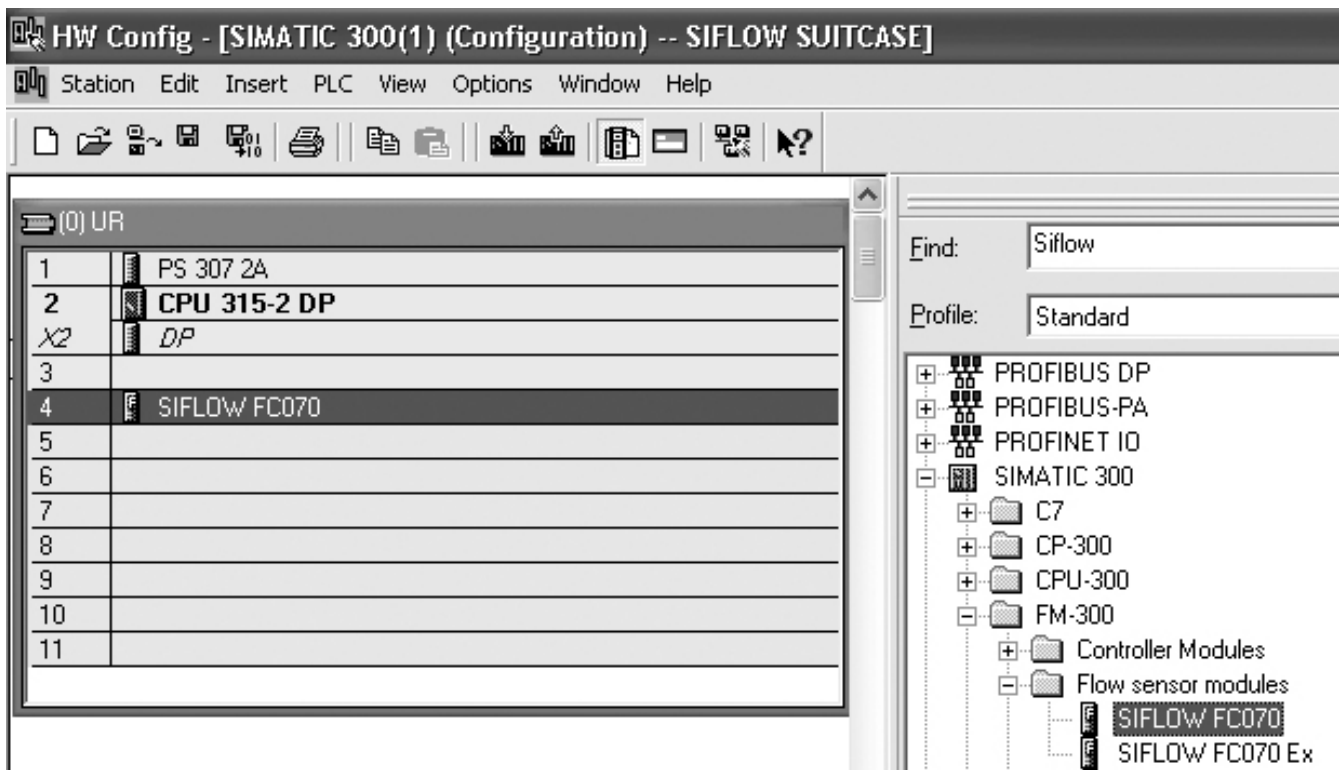 HW Config - [SIMATIC 300(1) (Configuration) -- SIFLOW SUITCASE]
Station Edit Insert PLC View Options Window Help
(0) UR
1 PS 307 2A
2 CPU 315-2 DP
X2 DP
3
4 SIFLOW FC070
5
6
7
8
9
10
11
Find: Siflow
Profile: Standard
PROFIBUS DP
PROFIBUS-PA
PROFINET IO
SIMATIC 300
C7
CP-300
CPU-300
FM-300
Controller Modules
Flow sensor modules
SIFLOW FC070
SIFLOW FC070 Ex